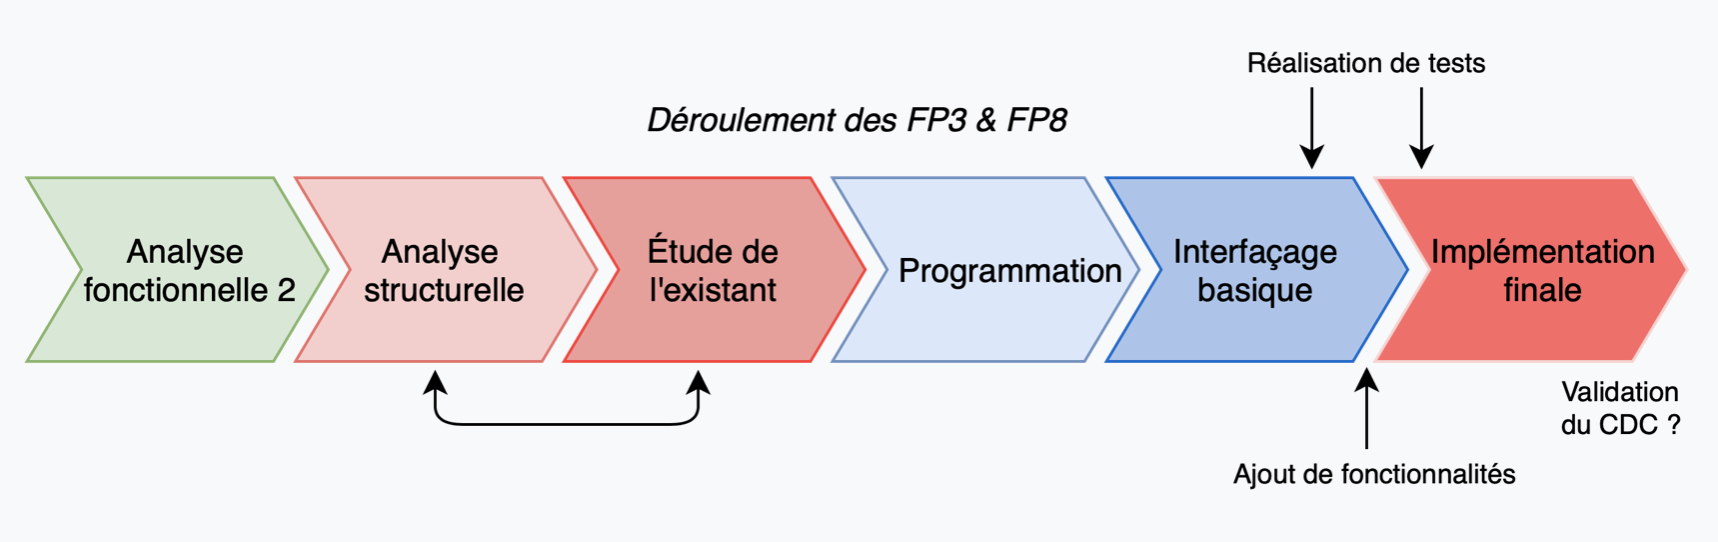 Réalisation de tests
Déroulement des FP3 & FP8
Analyse
fonctionnelle 2
Analyse
structurelle
Étude de
l'existant
Programmation
Interfaçage
basique
Implémentation
finale
Validation
du CDC ?
Ajout de fonctionnalités